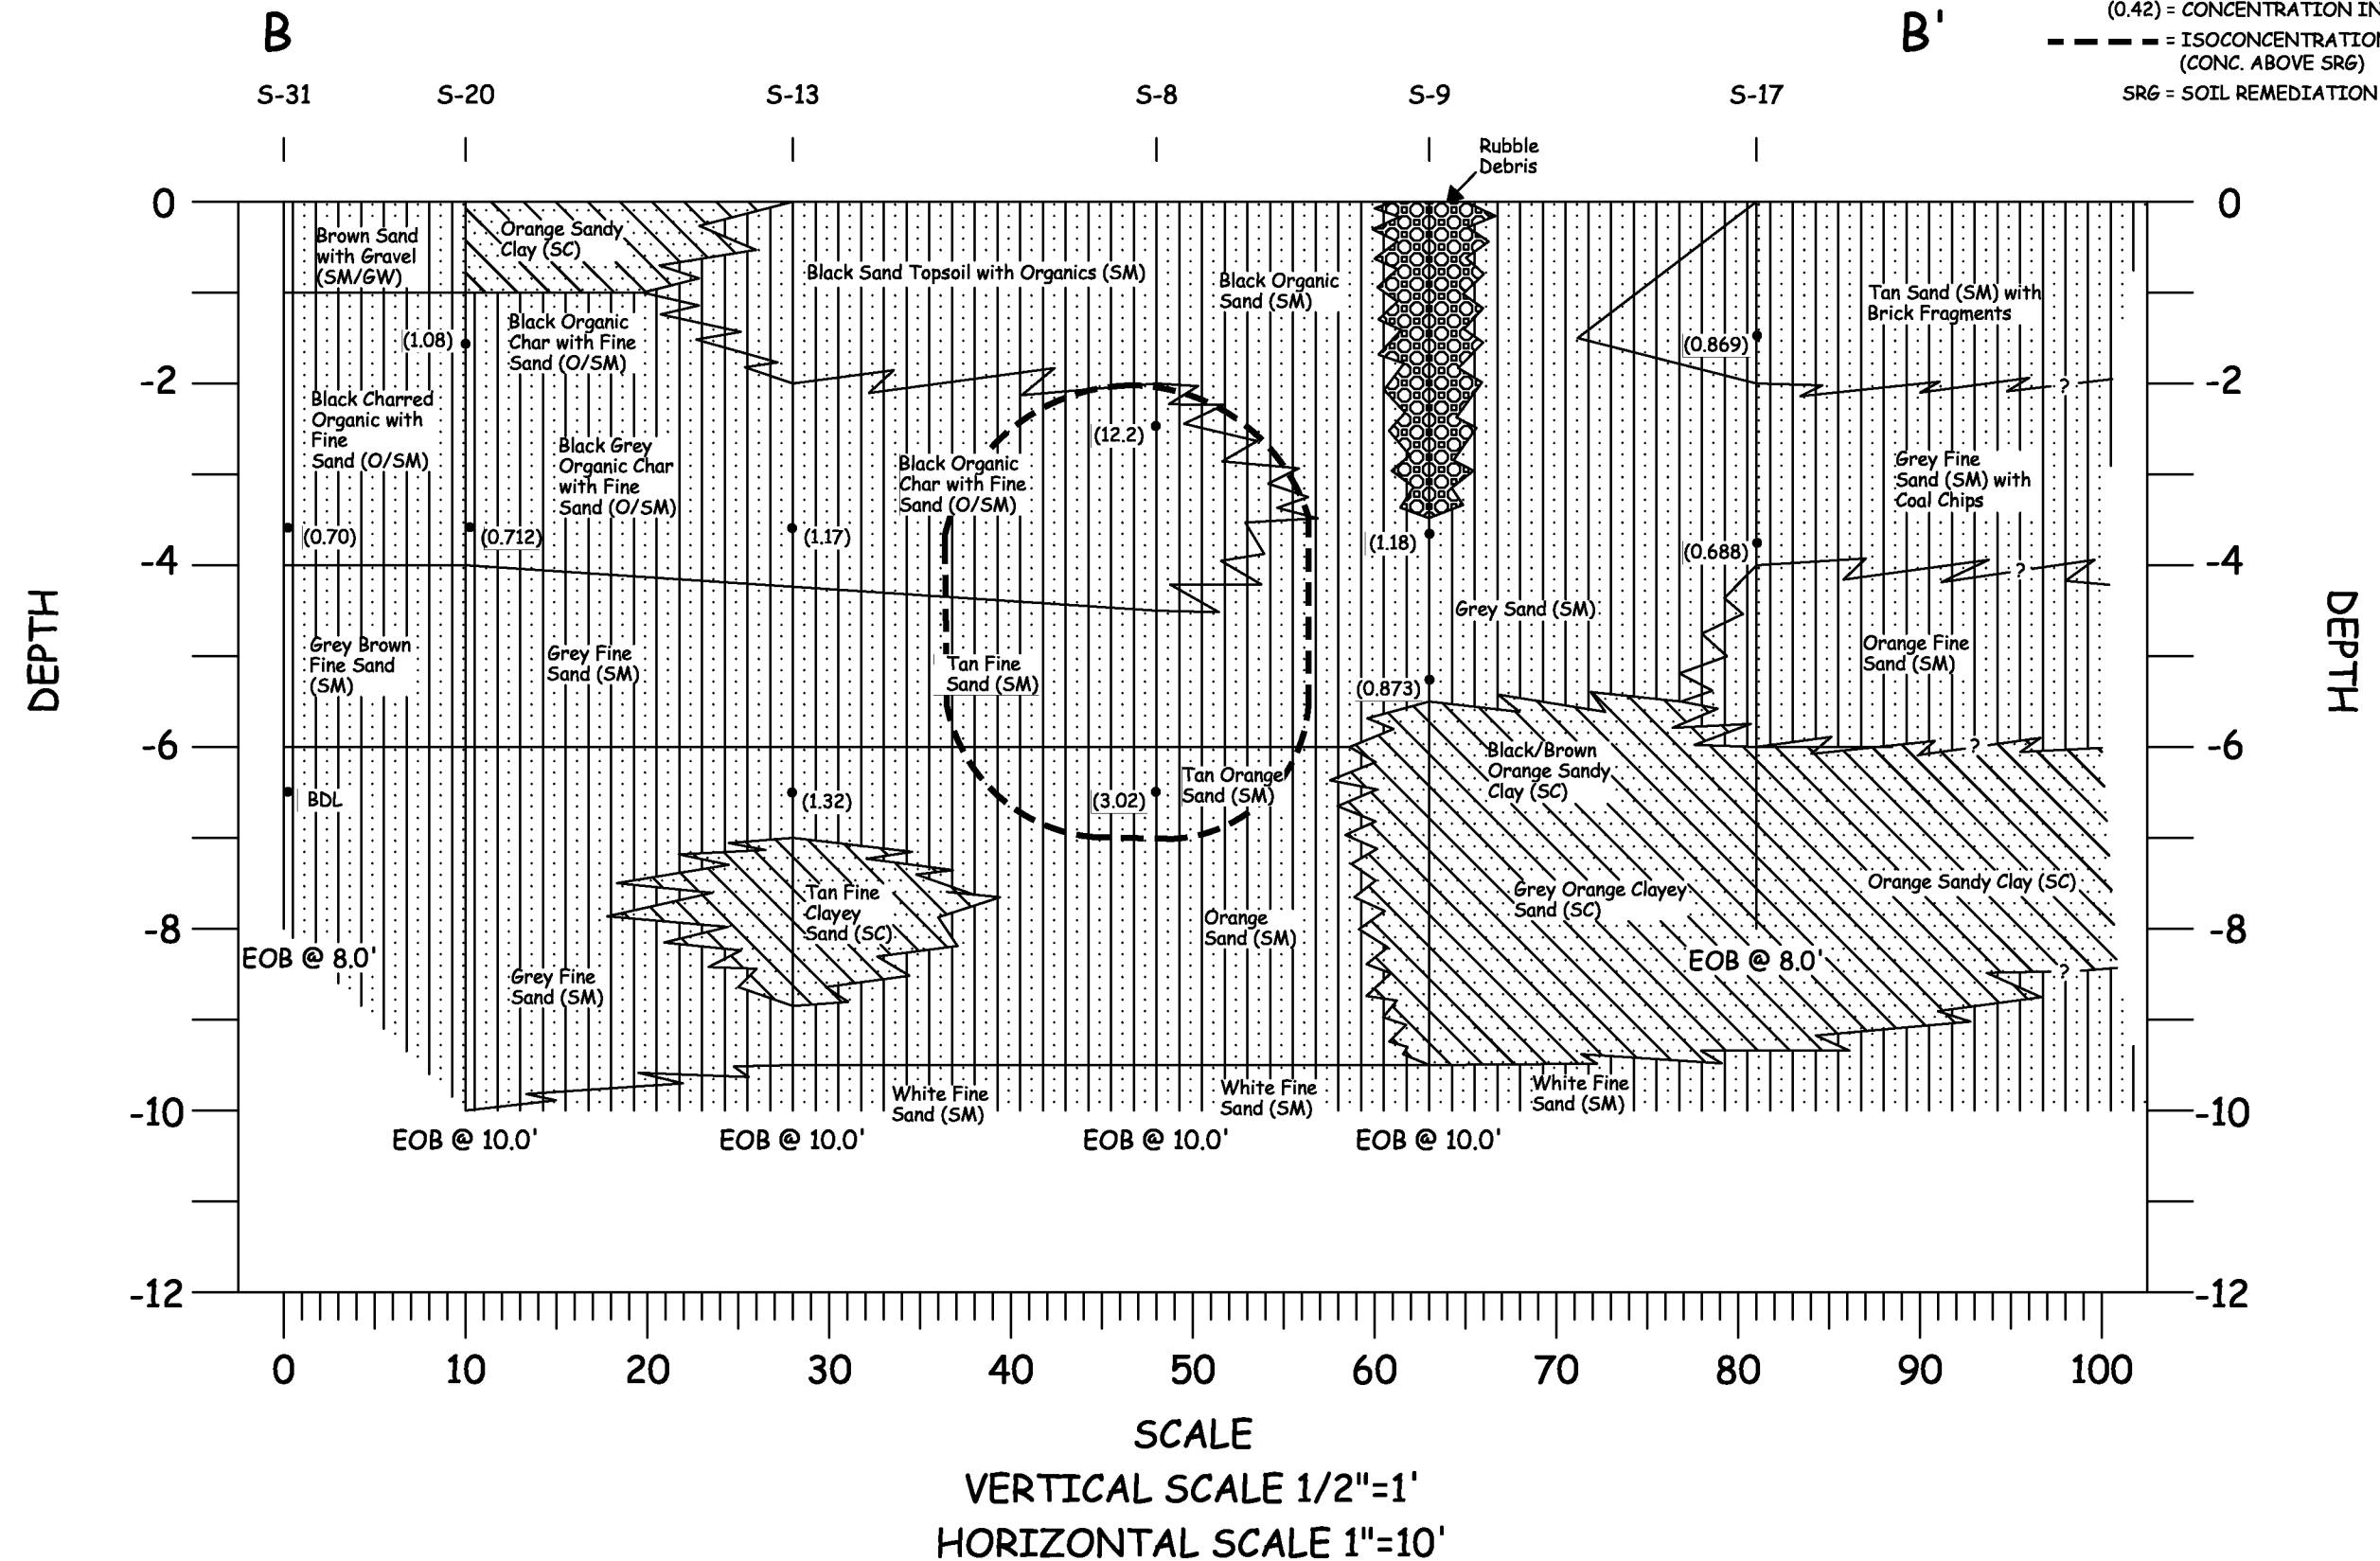 B
B'
(0.42) = CONCENTRATION IN
= ISOCONCENTRATION
(CONC. ABOVE SRG)
SRG = SOIL REMEDIATION
S-31
S-20
S-13
S-8
S-9
S-17
Rubble
Debris
0
-2
-4
-6
-8
-10
-12
DEPTH
Brown Sand
with Gravel
(SM/GW)
Orange Sandy
Clay (SC)
Black Sand Topsoil with Organics (SM)
Black Organic
Sand (SM)
Tan Sand (SM) with
Brick Fragments
(1.08)
Black Organic
Char with Fine
Sand (O/SM)
(0.869)
?
Black Charred
Organic with
Fine
Sand (O/SM)
Black Grey
Organic Char
with Fine
Sand (O/SM)
Black Organic
Char with Fine
Sand (O/SM)
(12.2)
Grey Fine
Sand (SM) with
Coal Chips
(0.70)
(0.712)
(1.17)
(1.18)
(0.688)
?
Grey Sand (SM)
Grey Brown
Fine Sand
(SM)
Grey Fine
Sand (SM)
Tan Fine
Sand (SM)
(0.873)
Orange Fine
Sand (SM)
?
Black/Brown
Orange Sandy
Clay (SC)
BDL
(1.32)
(3.02)
Tan Orange
Sand (SM)
Tan Fine
Clayey
Sand (SC)
Orange
Sand (SM)
Grey Orange Clayey
Sand (SC)
Orange Sandy Clay (SC)
EOB @ 8.0'
Grey Fine
Sand (SM)
EOB @ 8.0'
?
White Fine
Sand (SM)
White Fine
Sand (SM)
White Fine
Sand (SM)
EOB @ 10.0'
EOB @ 10.0'
EOB @ 10.0'
EOB @ 10.0'
0
-2
-4
-6
-8
-10
-12
DEPTH
0
10
20
30
40
50
60
70
80
90
100
SCALE
VERTICAL SCALE 1/2"=1'
HORIZONTAL SCALE 1"=10'